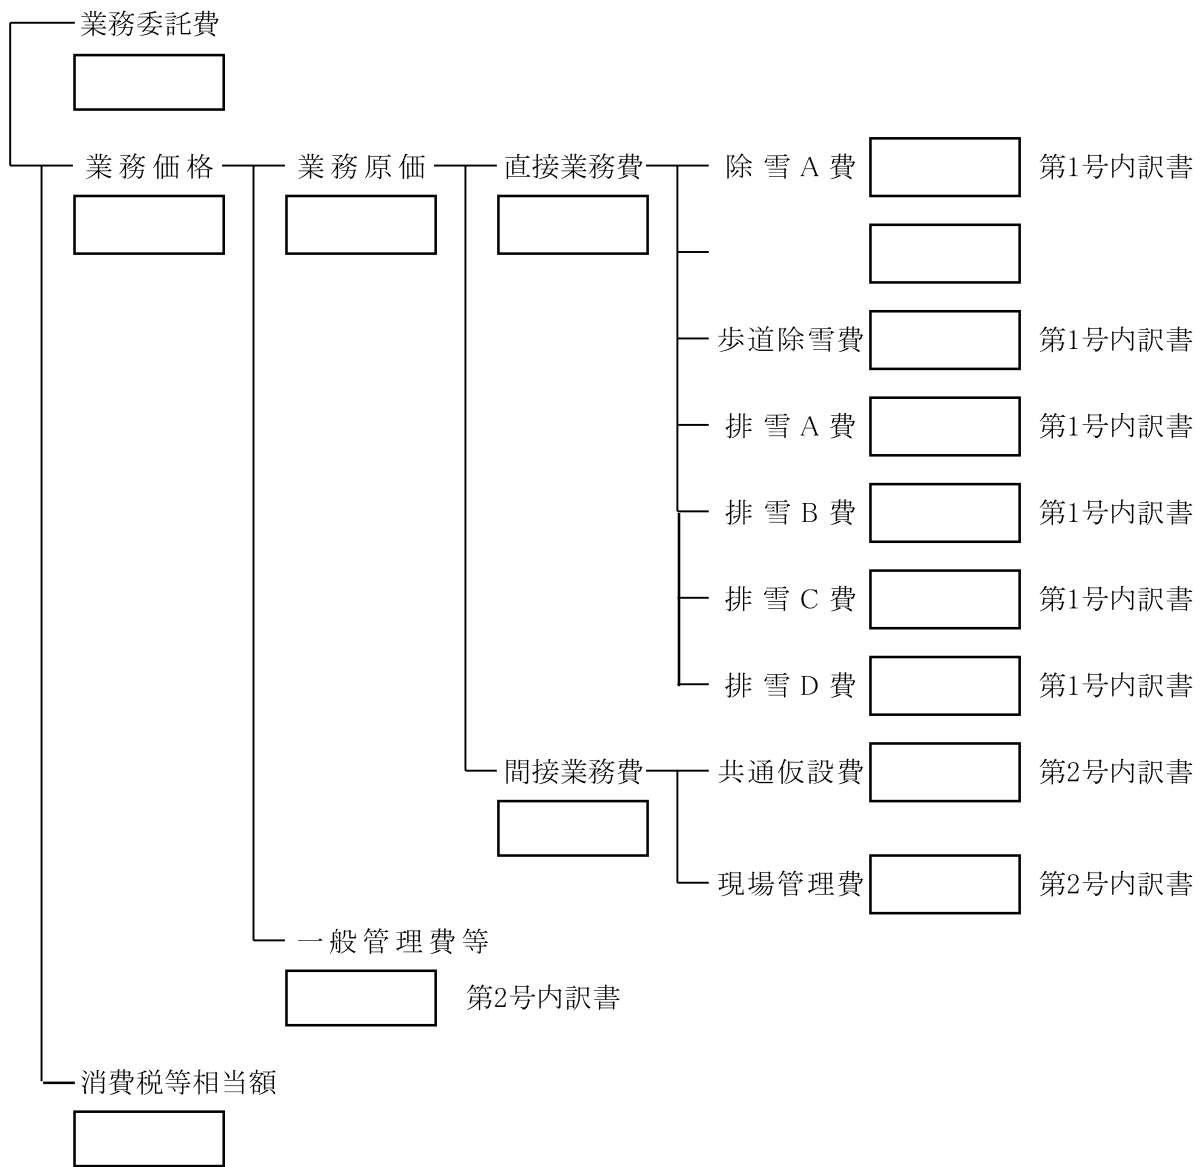 業務委託費
業務価格 業務原価 直接業務費 除雪A費 第1号内訳書
歩道除雪費 第1号内訳書
排雪A費 第1号内訳書
排雪B費 第1号内訳書
排雪C費 第1号内訳書
排雪D費 第1号内訳書
間接業務費 共通仮設費 第2号内訳書
現場管理費 第2号内訳書
一般管理費等
第2号内訳書
消費税等相当額